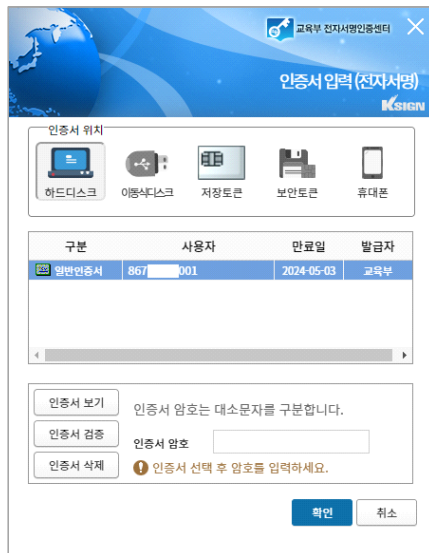 교육부 전자서명인증센터
인증서 입력 (전자서명)
KSIGN
인증서 위치
하드디스크 이동식디스크 저장토큰 보안토큰 휴대폰
구분 사용자 만료일 발급자
일반인증서 867 001 2024-05-03 교육부
인증서 보기
인증서 암호는 대소문자를 구분합니다.
인증서 검증
인증서 암호
인증서 삭제
인증서 선택 후 암호를 입력하세요.
확인 취소